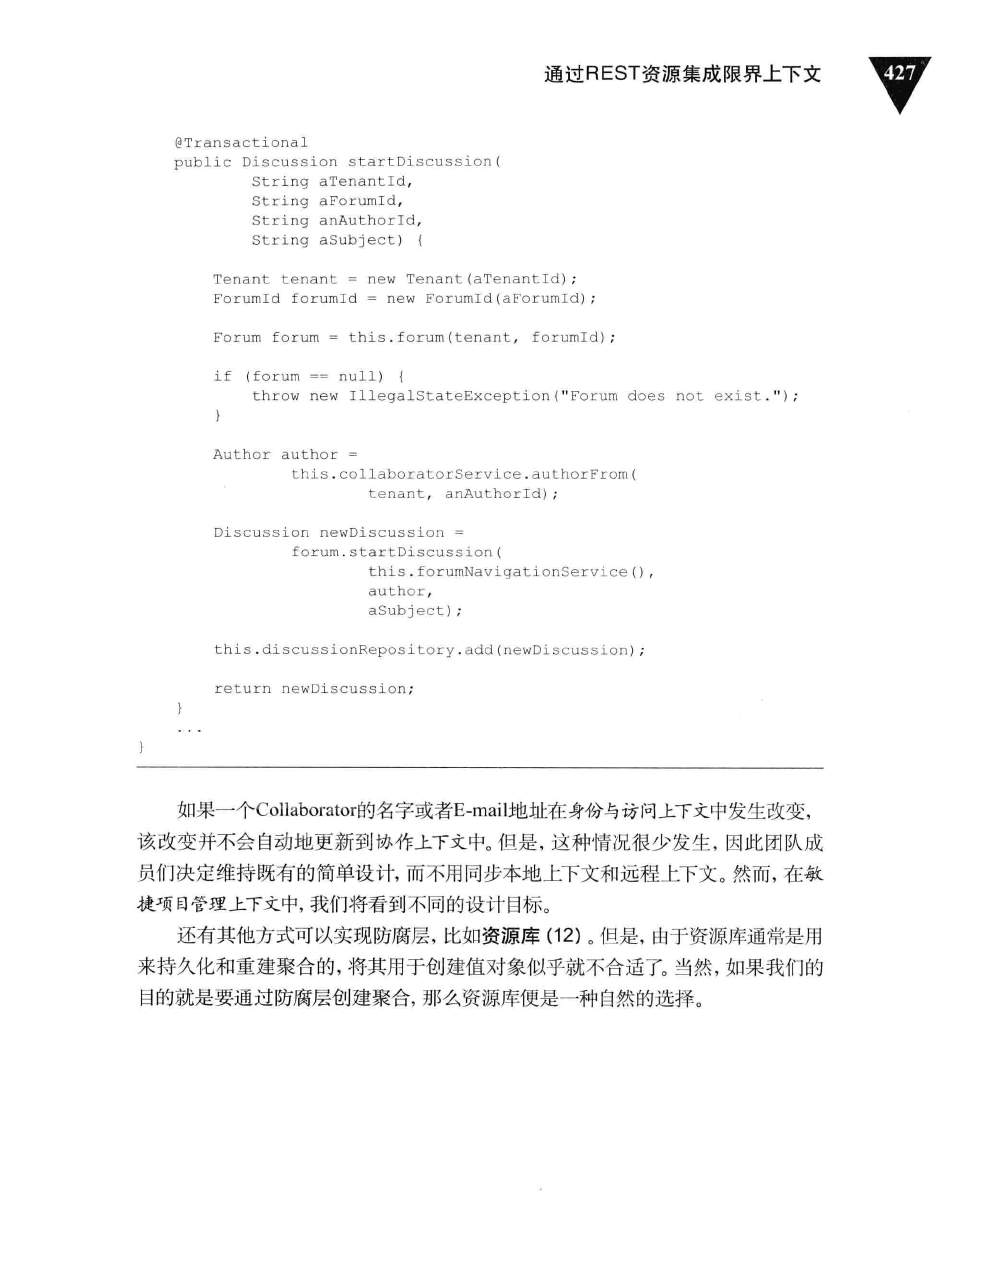 通过REST资源集成限界上下文
427
@Transactional
public Discussion startDiscussion(
String aTenantId,
String aForumId,
String anAuthorId,
String aSubject) {
Tenant tenant = new Tenant(aTenantId);
ForumId forumId = new ForumId(aForumId);
Forum forum = this.forum(tenant, forumId);
if (forum == null) {
throw new IllegalStateException("Forum does not exist.");
}
Author author =
this.collaboratorService.authorFrom(
tenant, anAuthorId);
Discussion newDiscussion =
forum.startDiscussion(
this.forumNavigationService(),
author,
aSubject);
this.discussionRepository.add(newDiscussion);
return newDiscussion;
}
...
}
如果一个Collaborator的名字或者E-mail地址在身份与访问上下文中发生改变,
该改变并不会自动地更新到协作上下文中。但是, 这种情况很少发生, 因此团队成
员们决定维持既有的简单设计, 而不用同步本地上下文和远程上下文。然而, 在敏
捷项目管理上下文中, 我们将看到不同的设计目标。
还有其他方式可以实现防腐层, 比如资源库 (12) 。但是, 由于资源库通常是用
来持久化和重建聚合的, 将其用于创建值对象似乎就不合适了。当然, 如果我们的
目的就是要通过防腐层创建聚合, 那么资源库便是一种自然的选择。